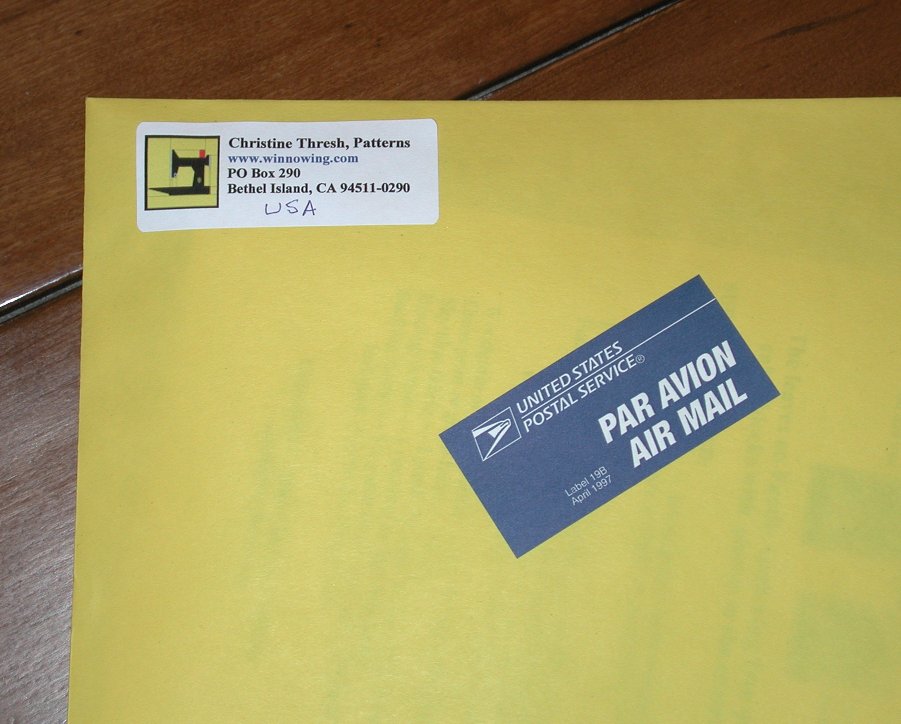 Christine Thresh, Patterns
www.winnowing.com
PO Box 290
Bethel Island, CA 94511-0290
USA
UNITED STATES
POSTAL SERVICE®
PAR AVION
AIR MAIL
Label 19B
April 1997